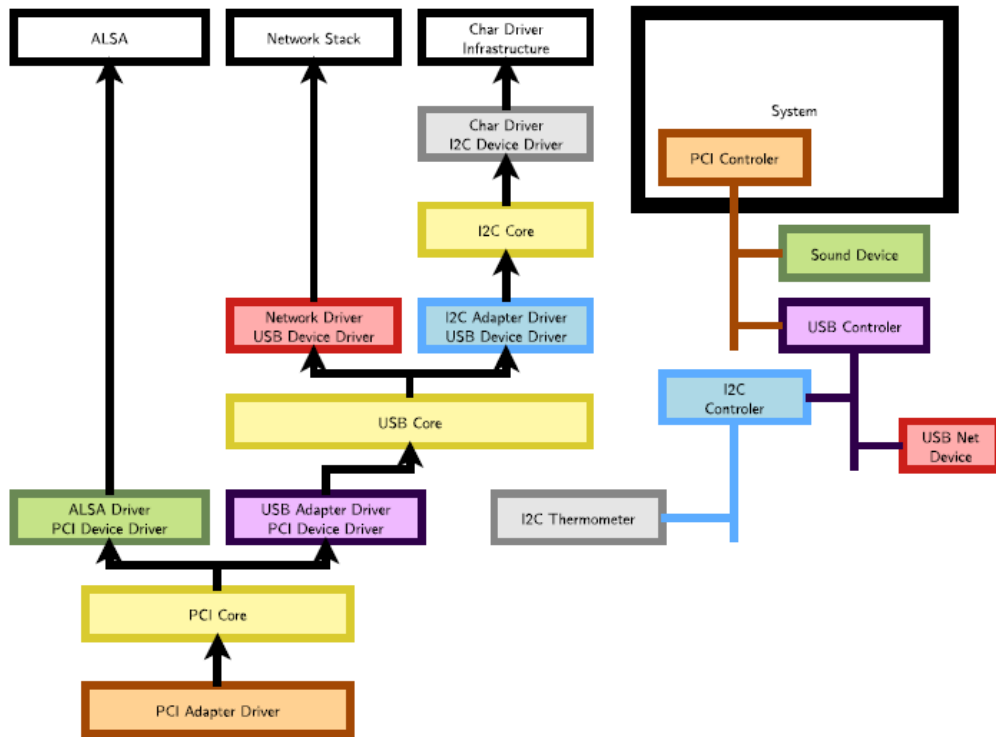 ALSA
Network Stack
Char Driver
Infrastructure
Char Driver
I2C Device Driver
I2C Core
Network Driver
USB Device Driver
I2C Adapter Driver
USB Device Driver
USB Core
ALSA Driver
PCI Device Driver
USB Adapter Driver
PCI Device Driver
PCI Core
PCI Adapter Driver
System
PCI Controler
Sound Device
USB Controler
I2C
Controler
USB Net
Device
I2C Thermometer